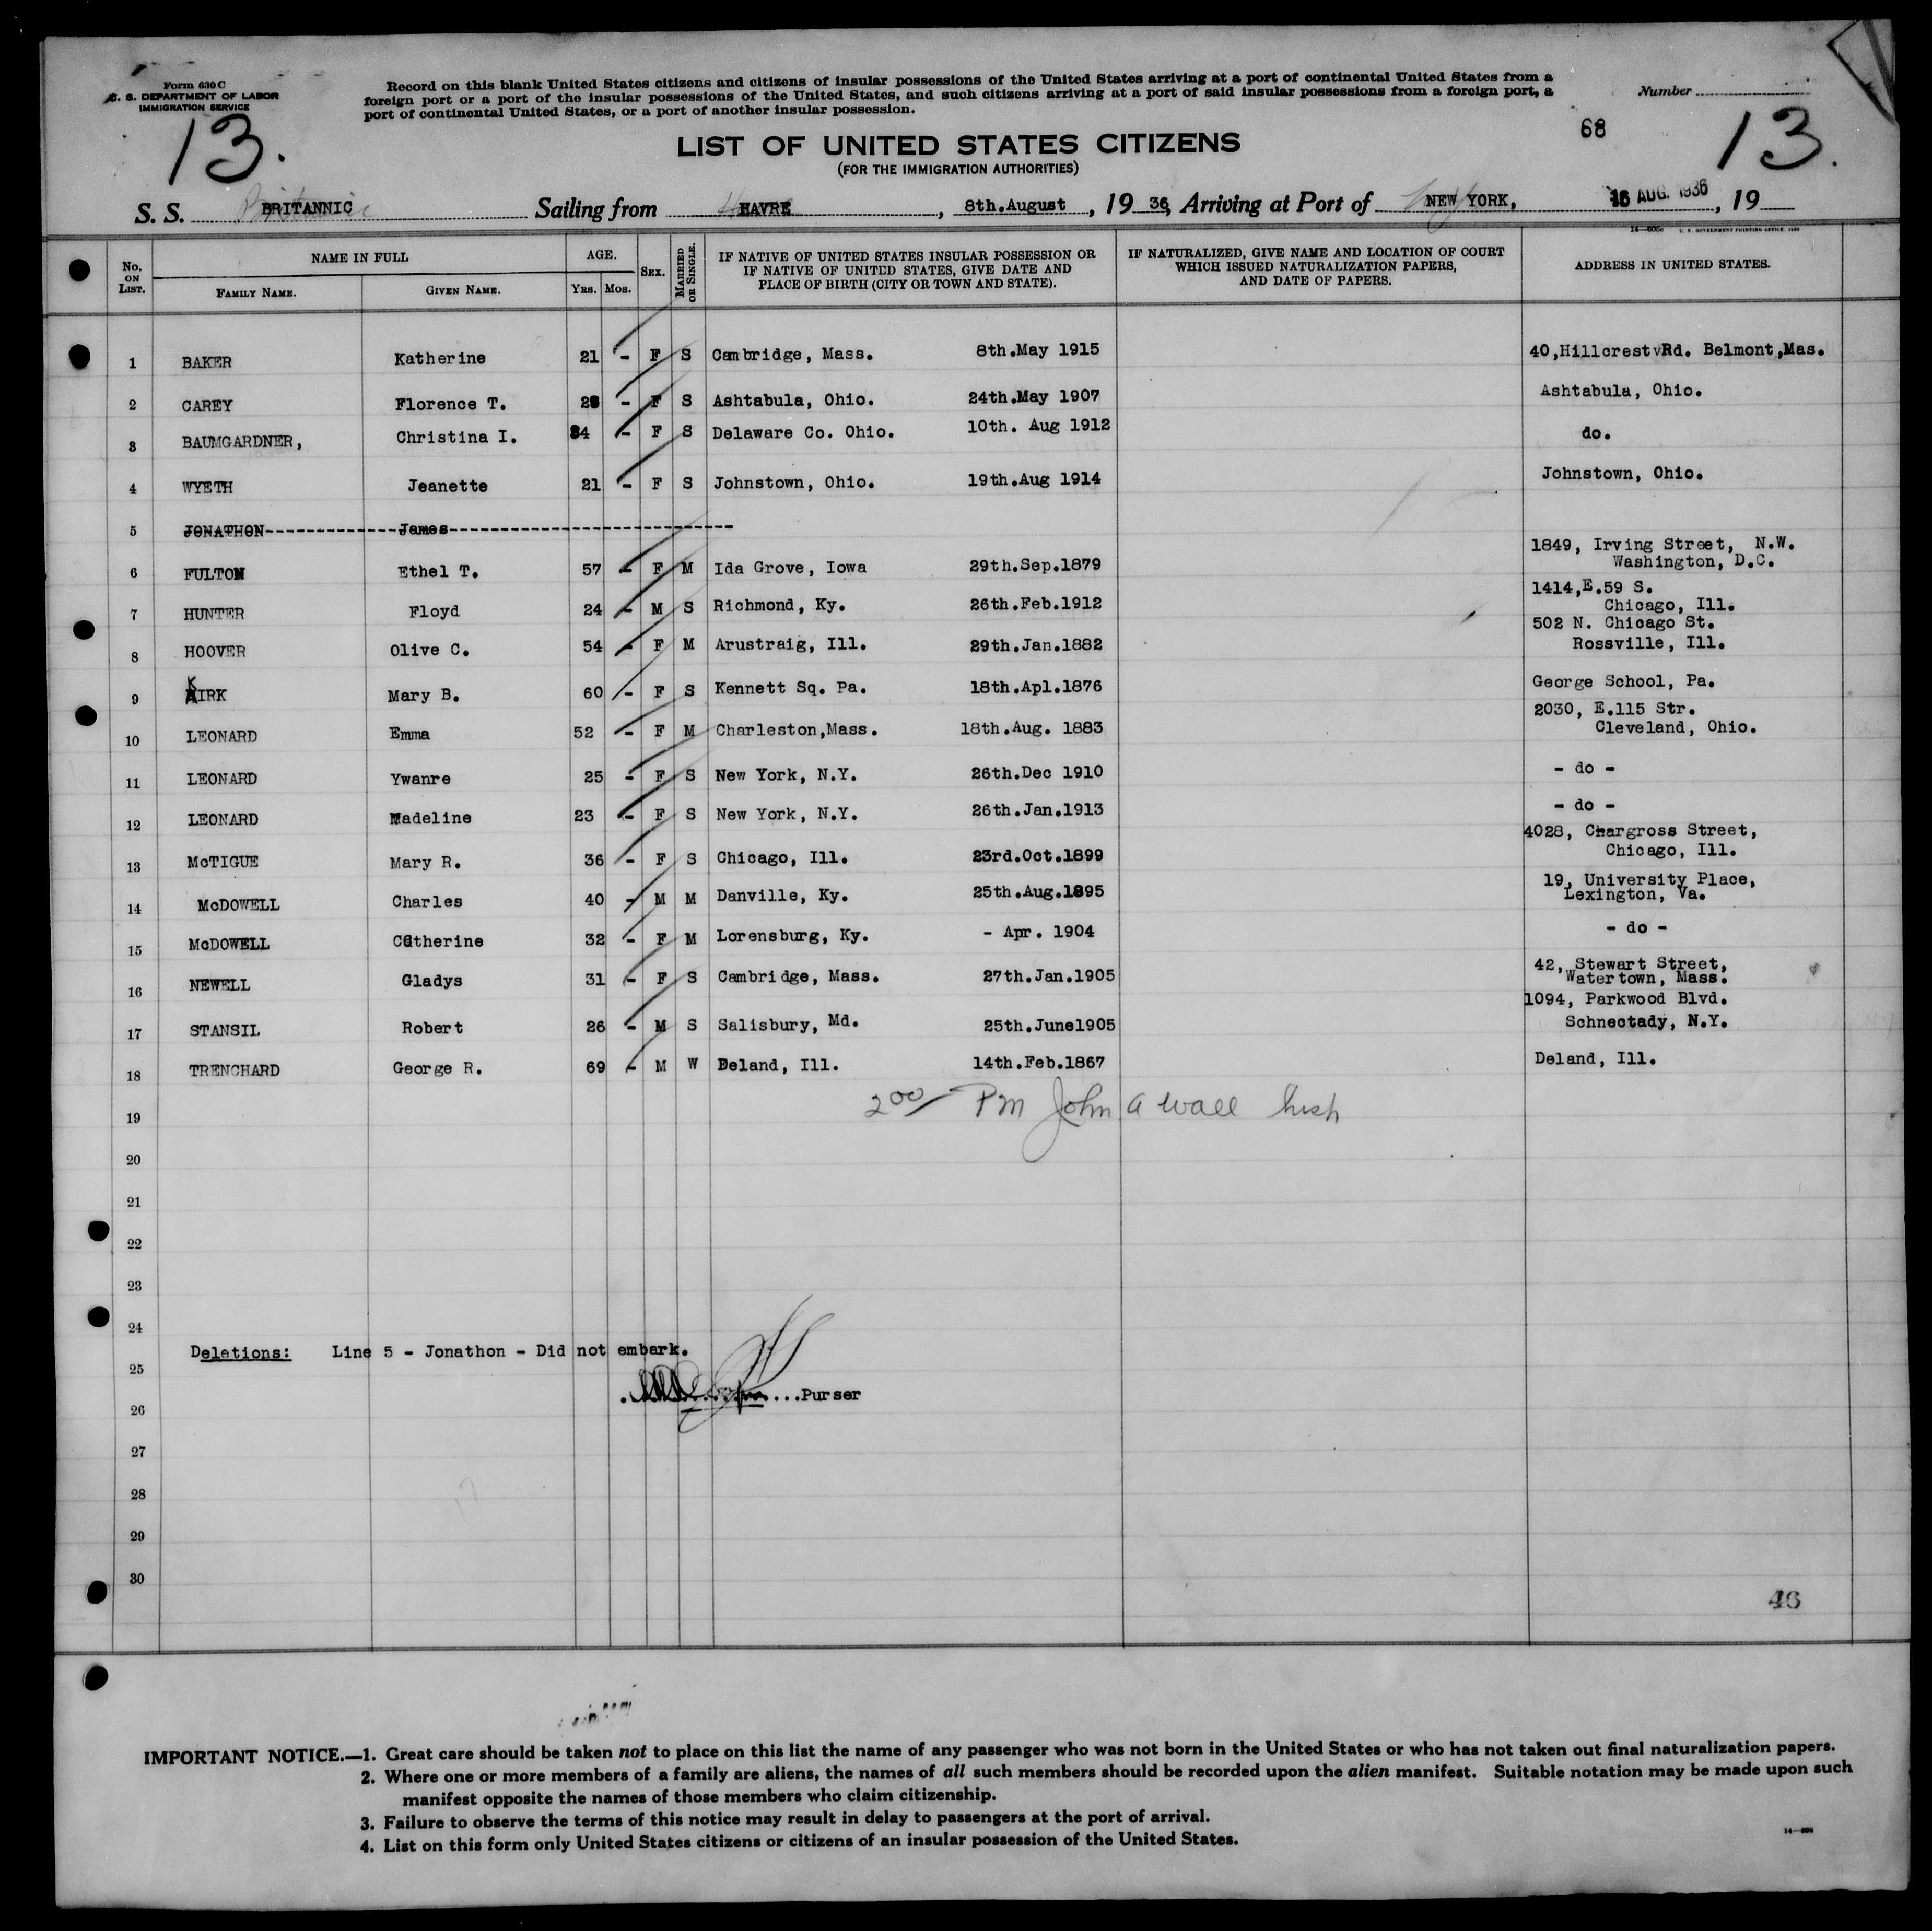 Form 630 C
U. S. DEPARTMENT OF LABOR
IMMIGRATION SERVICE
Record on this blank United States citizens and citizens of insular possessions of the United States arriving at a port of continental United States from a
foreign port or a port of the insular possessions of the United States, and such citizens arriving at a port of said insular possessions from a foreign port, a
port of continental United States, or a port of another insular possession.
Number
13.
68
13.
LIST OF UNITED STATES CITIZENS
(FOR THE IMMIGRATION AUTHORITIES)
S. S. BRITANNIC Sailing from HAVRE, 8th.August, 19 36, Arriving at Port of NEW YORK, 16 AUG. 1936, 19
No. ON LIST. NAME IN FULL FAMILY NAME. GIVEN NAME. AGE. YRS. MOS. SEX. MARRIED OR SINGLE. IF NATIVE OF UNITED STATES INSULAR POSSESSION OR IF NATIVE OF UNITED STATES, GIVE DATE AND PLACE OF BIRTH (CITY OR TOWN AND STATE). IF NATURALIZED, GIVE NAME AND LOCATION OF COURT WHICH ISSUED NATURALIZATION PAPERS, AND DATE OF PAPERS. ADDRESS IN UNITED STATES.
1 BAKER Katherine 21 - F S Cambridge, Mass. 8th.May 1915 40,HillcrestvRd. Belmont,Mas.
2 CAREY Florence T. 28 - F S Ashtabula, Ohio. 24th.May 1907 Ashtabula, Ohio.
3 BAUMGARDNER, Christina I. 34 - F S Delaware Co. Ohio. 10th. Aug 1912 do.
4 WYETH Jeanette 21 - F S Johnstown, Ohio. 19th.Aug 1914 Johnstown, Ohio.
5 JONATHON James
6 FULTON Ethel T. 57 - F M Ida Grove, Iowa 29th.Sep.1879 1849, Irving Street, N.W.
Washington, D.C.
7 HUNTER Floyd 24 - M S Richmond, Ky. 26th.Feb.1912 1414,E.59 S.
Chicago, Ill.
8 HOOVER Olive C. 54 - F M Arustraig, Ill. 29th.Jan.1882 502 N. Chicago St.
Rossville, Ill.
9 KIRK Mary B. 60 - F S Kennett Sq. Pa. 18th.Apl.1876 George School, Pa.
10 LEONARD Emma 52 - F M Charleston,Mass. 18th.Aug. 1883 2030, E.115 Str.
Cleveland, Ohio.
11 LEONARD Ywanre 25 - F S New York, N.Y. 26th.Dec 1910 - do -
12 LEONARD Madeline 23 - F S New York, N.Y. 26th.Jan.1913 - do -
13 McTIGUE Mary R. 36 - F S Chicago, Ill. 23rd.Oct.1899 4028, Chargross Street,
Chicago, Ill.
14 McDOWELL Charles 40 - M M Danville, Ky. 25th.Aug.1895 19, University Place,
Lexington, Va.
15 McDOWELL Catherine 32 - F M Lorensburg, Ky. - Apr. 1904 - do -
16 NEWELL Gladys 31 - F S Cambridge, Mass. 27th.Jan.1905 42, Stewart Street,
Watertown, Mass.
17 STANSIL Robert 26 - M S Salisbury, Md. 25th.June1905 1094, Parkwood Blvd.
Schnectady, N.Y.
18 TRENCHARD George R. 69 - M W Deland, Ill. 14th.Feb.1867 Deland, Ill.
200/ PM John A Wall Insp
19
20
21
22
23
24
Deletions: Line 5 - Jonathon - Did not embark.
25
...Purser
26
27
28
29
30
46
IMPORTANT NOTICE.—1. Great care should be taken not to place on this list the name of any passenger who was not born in the United States or who has not taken out final naturalization papers.
2. Where one or more members of a family are aliens, the names of all such members should be recorded upon the alien manifest. Suitable notation may be made upon such
manifest opposite the names of those members who claim citizenship.
3. Failure to observe the terms of this notice may result in delay to passengers at the port of arrival.
4. List on this form only United States citizens or citizens of an insular possession of the United States.